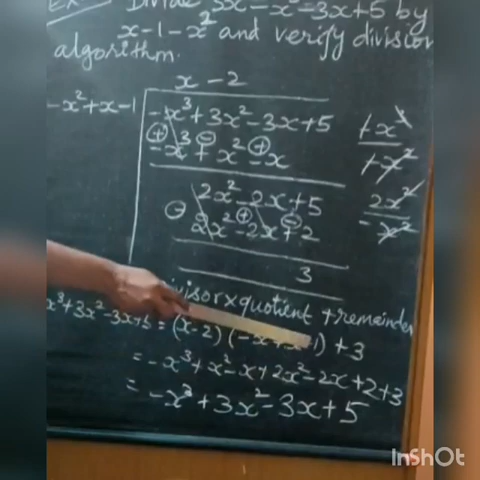 Divide 3x² - x³ - 3x + 5 by
x - 1 - x² and verify division
algorithm.
x - 2
-x² + x - 1
-x³ + 3x² - 3x + 5
-x³ + x² - x
2x² - 2x + 5
2x² - 2x + 2
3
-x³
-x²
2x²
-x²
divisor x quotient + remainder
x³ + 3x² - 3x + 5 = (x - 2) 1) + 3
= -x³ + x² - x + 2x² - 2x + 2 + 3
= -x³ + 3x² - 3x + 5
InShOt